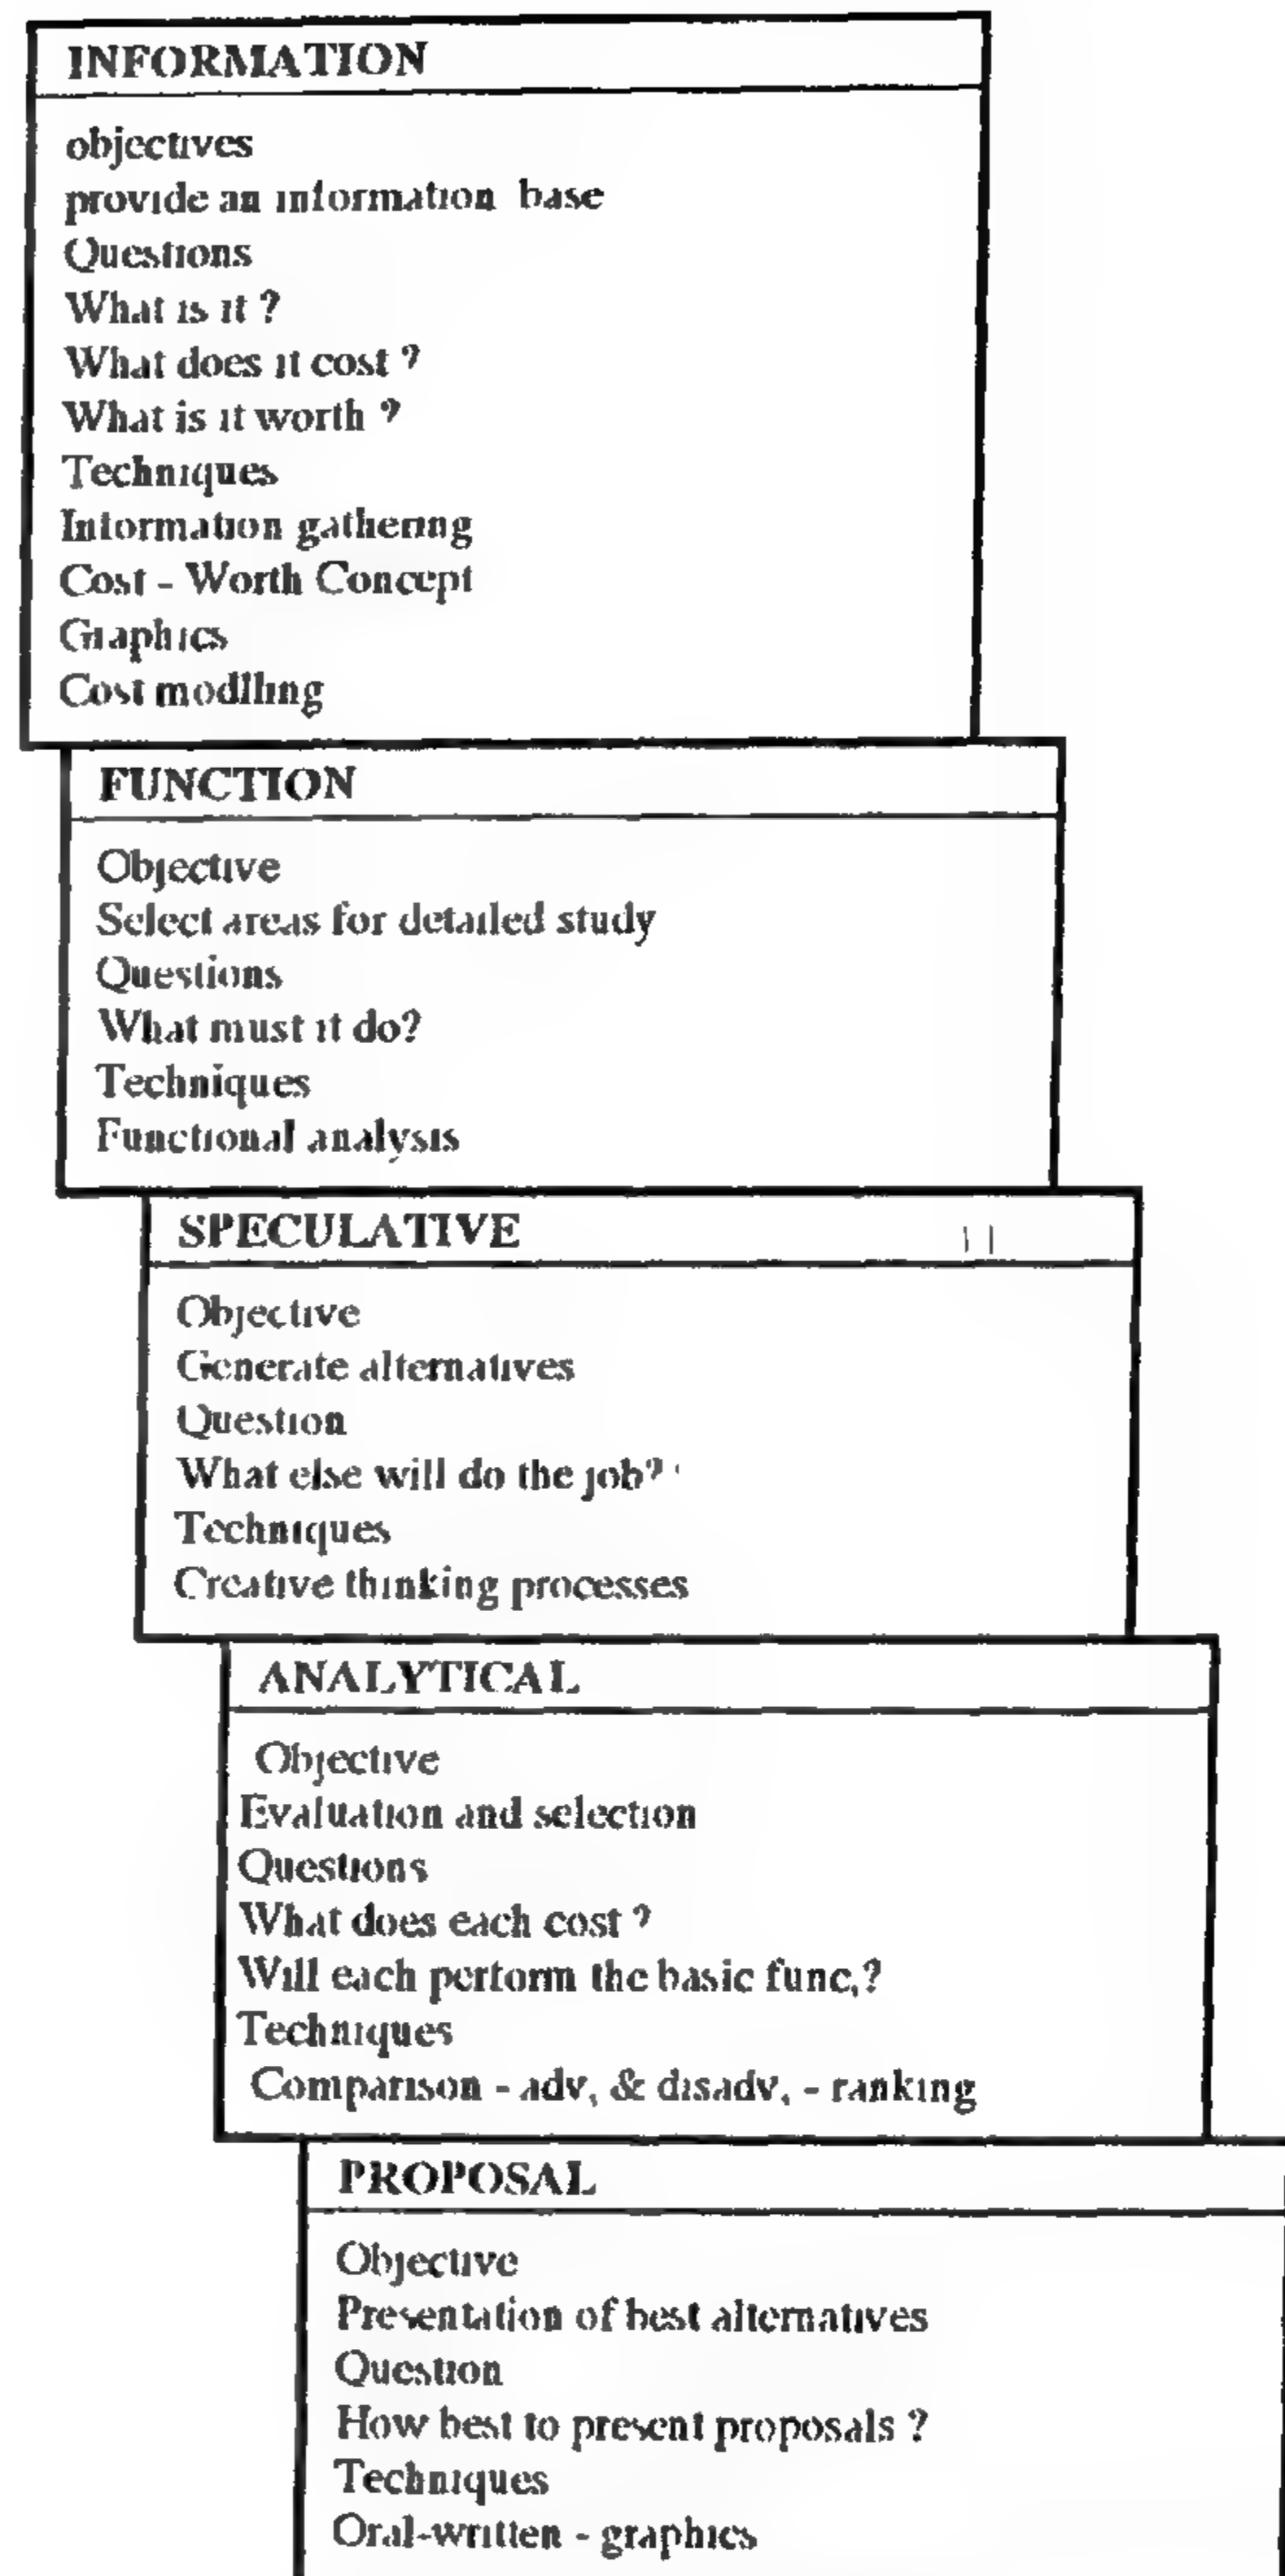 INFORMATION
objectives
provide an information base
Questions
What is it ?
What does it cost ?
What is it worth ?
Techniques
Information gathering
Cost - Worth Concept
Graphics
Cost modlling
FUNCTION
Objective
Select areas for detailed study
Questions
What must it do?
Techniques
Functional analysis
SPECULATIVE
Objective
Generate alternatives
Question
What else will do the job?
Techniques
Creative thinking processes
ANALYTICAL
Objective
Evaluation and selection
Questions
What does each cost ?
Will each perform the basic func,?
Techniques
Comparison - adv, & disadv, - ranking
PROPOSAL
Objective
Presentation of best alternatives
Question
How best to present proposals ?
Techniques
Oral-written - graphics